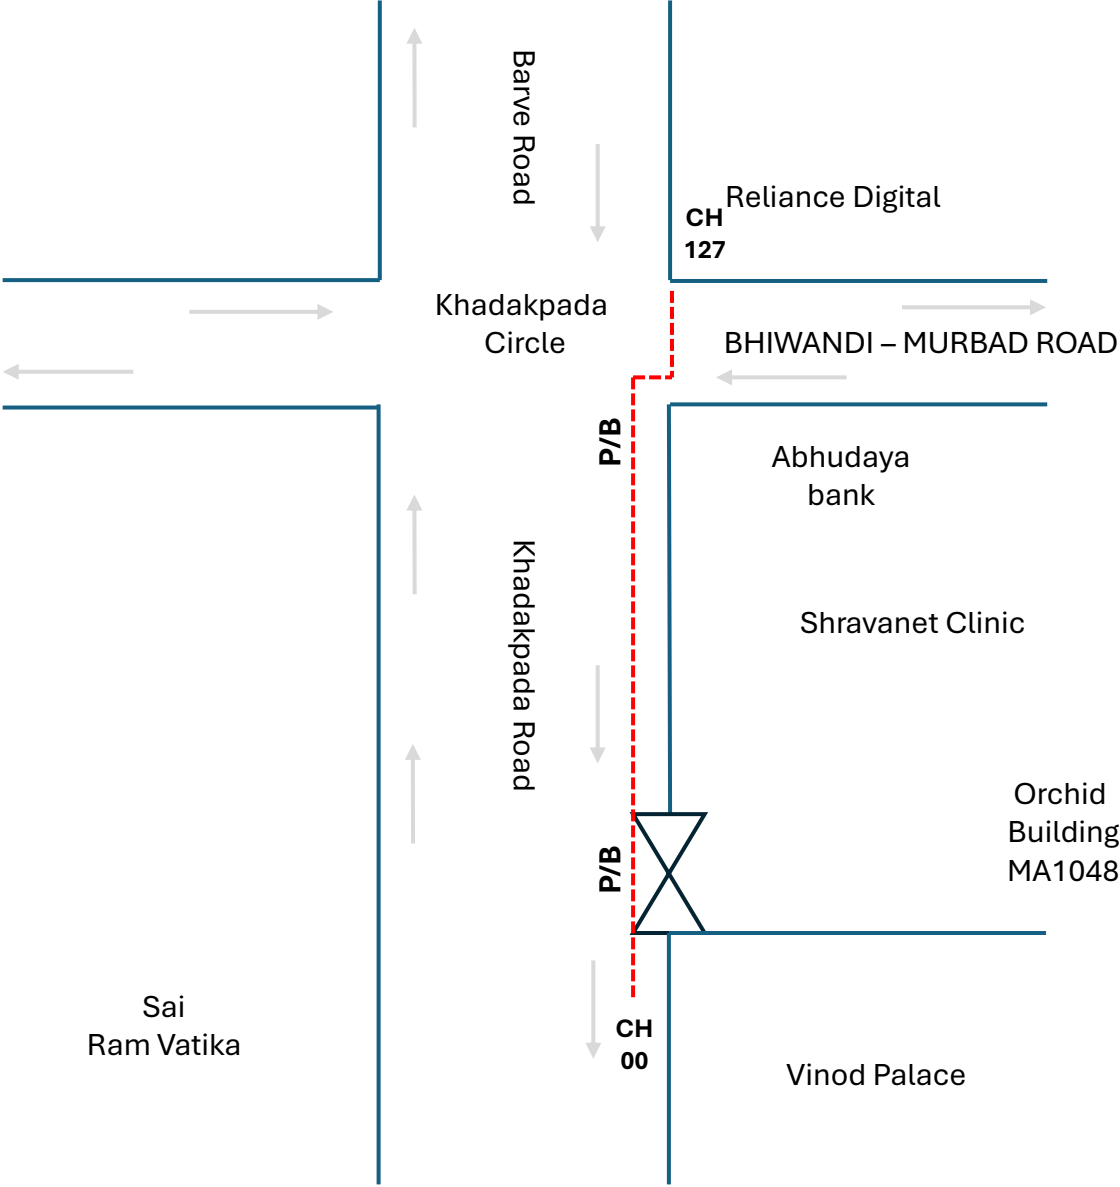 Barve Road
Reliance Digital
CH
127
Khadakpada
Circle
BHIWANDI – MURBAD ROAD
P/B
Abhudaya
bank
Khadakpada Road
Shravanet Clinic
Orchid
Building
MA1048
P/B
Sai
Ram Vatika
CH
00
Vinod Palace